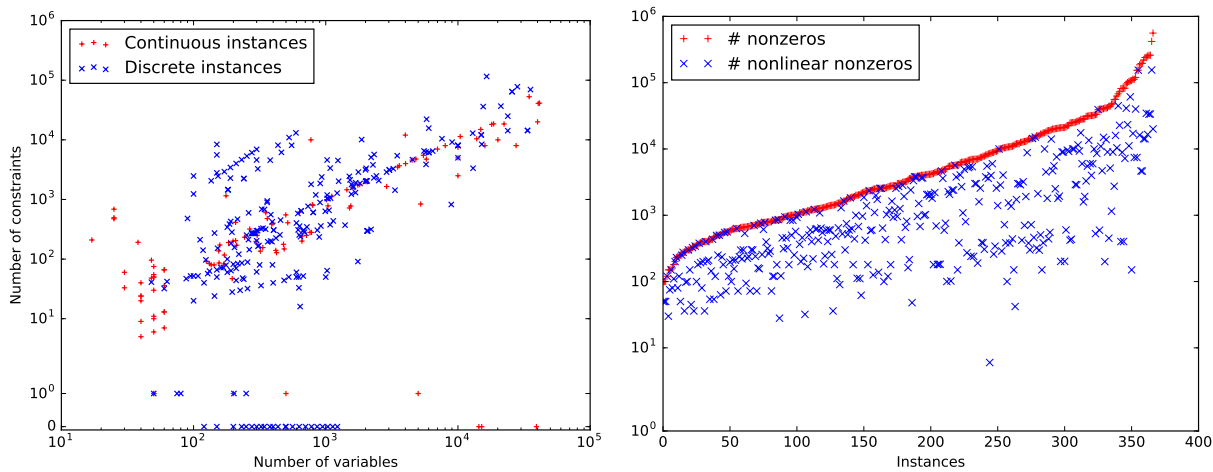 10^6
10^5
10^4
10^3
10^2
10^1
10^0
0
Number of constraints
Continuous instances
Discrete instances
10^1 10^2 10^3 10^4 10^5
Number of variables
10^6
10^5
10^4
10^3
10^2
10^1
10^0
# nonzeros
# nonlinear nonzeros
0 50 100 150 200 250 300 350 400
Instances